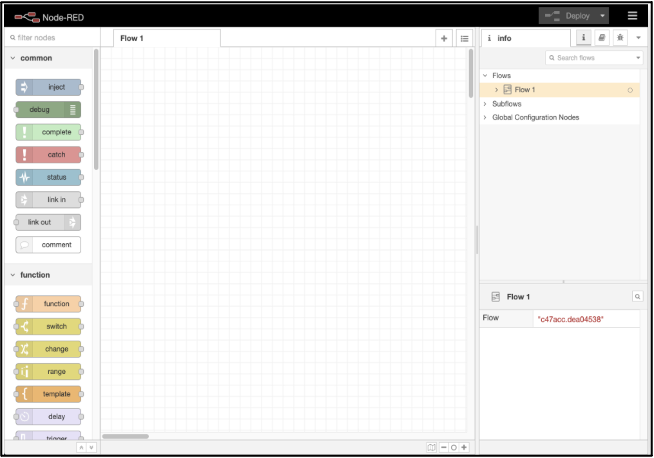 Node-RED
Deploy
filter nodes
Flow 1
i info
i
common
Search flows
inject
debug
complete
catch
status
link in
link out
comment
Flows
Flow 1
Subflows
Global Configuration Nodes
function
function
switch
change
range
template
delay
trigger
Flow 1
Flow
"c47acc.dea04538"